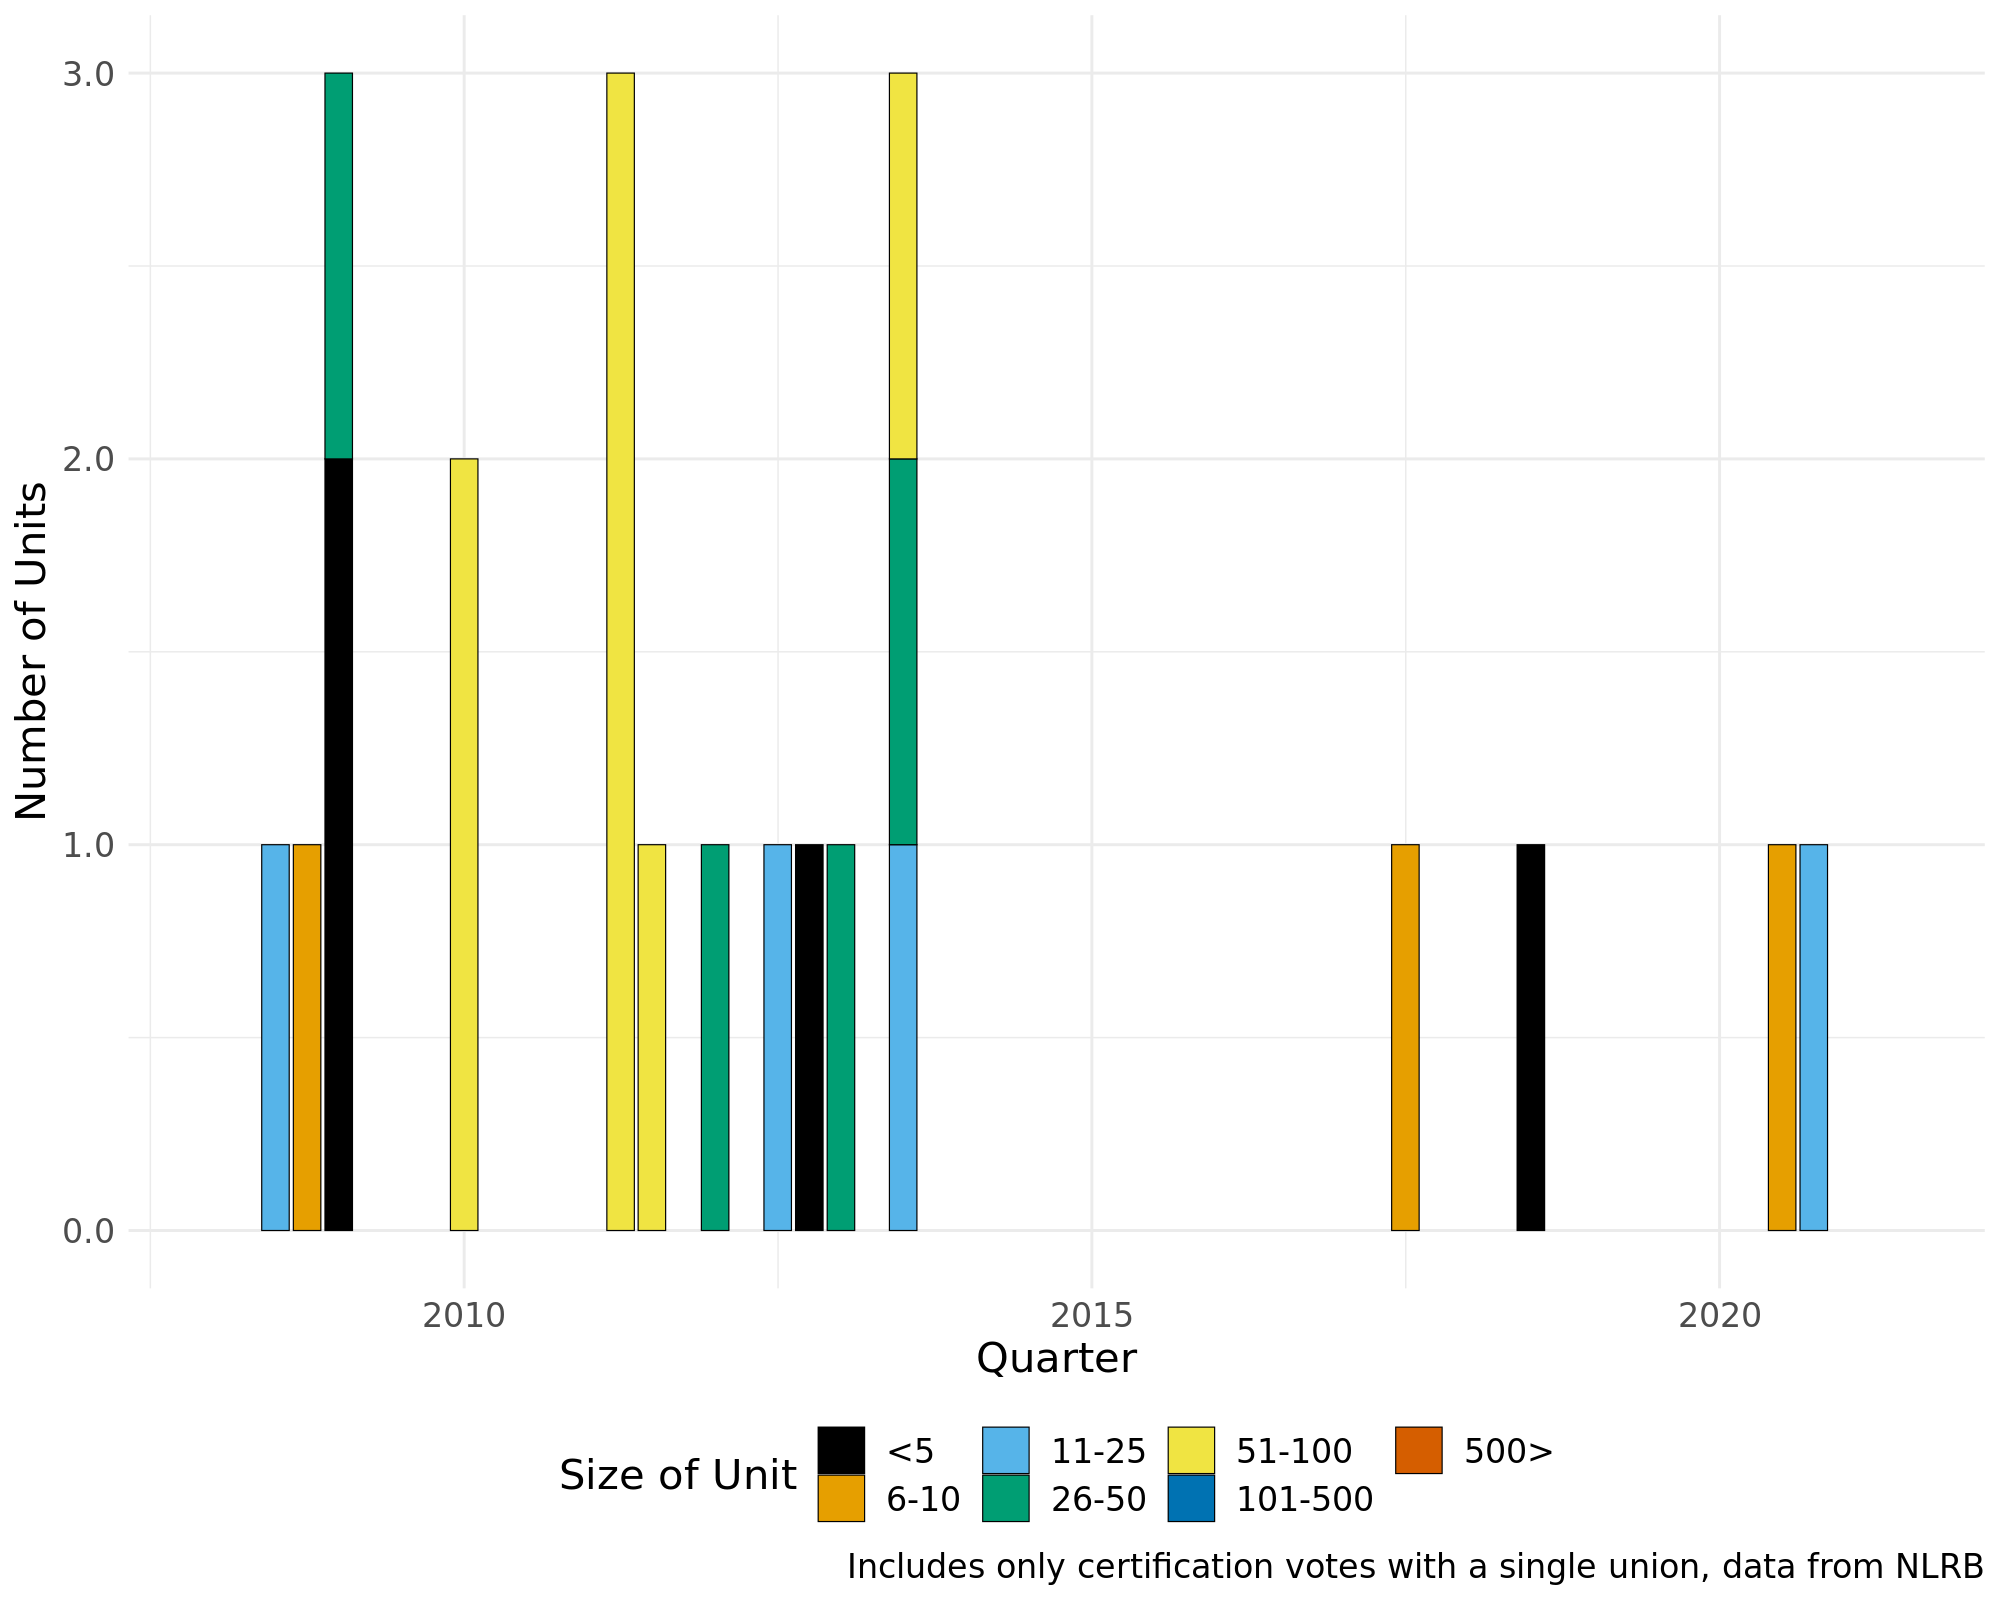 3.0
2.0
1.0
0.0
Number of Units
2010 2015 2020
Quarter
Size of Unit
<5 11-25 51-100 500>
6-10 26-50 101-500
Includes only certification votes with a single union, data from NLRB